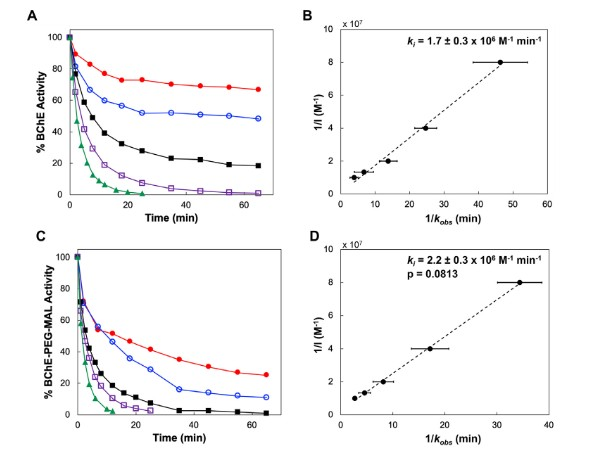 A
% BChE Activity
100
80
60
40
20
0
0 20 40 60
Time (min)
B
x 10⁷
kᵢ = 1.7 ± 0.3 x 10⁶ M⁻¹ min⁻¹
1/I (M⁻¹)
10
8
6
4
2
0
0 10 20 30 40 50 60
1/kobs (min)
C
% BChE-PEG-MAL Activity
100
80
60
40
20
0
0 20 40 60
Time (min)
D
x 10⁷
kᵢ = 2.2 ± 0.3 x 10⁶ M⁻¹ min⁻¹
p = 0.0813
1/I (M⁻¹)
10
8
6
4
2
0
0 10 20 30 40
1/kobs (min)